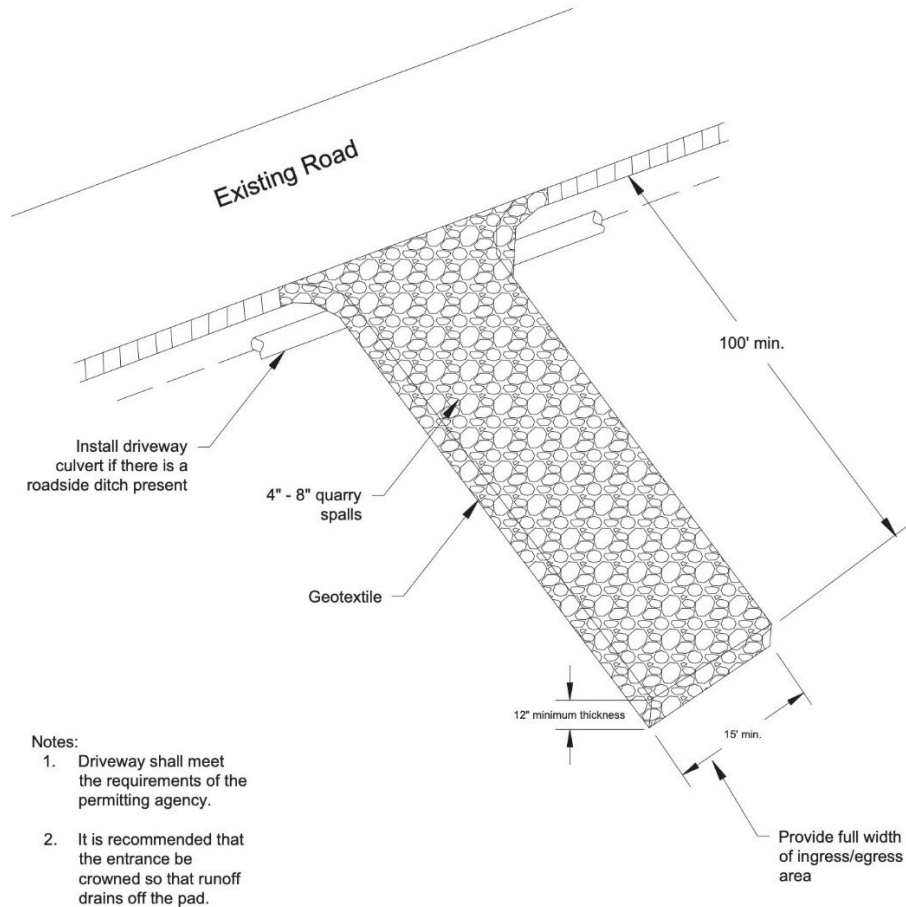 Existing Road
100' min.
Install driveway
culvert if there is a
roadside ditch present
4" - 8" quarry
spalls
Geotextile
12" minimum thickness
15' min.
Provide full width
of ingress/egress
area
Notes:
1. Driveway shall meet
the requirements of the
permitting agency.
2. It is recommended that
the entrance be
crowned so that runoff
drains off the pad.